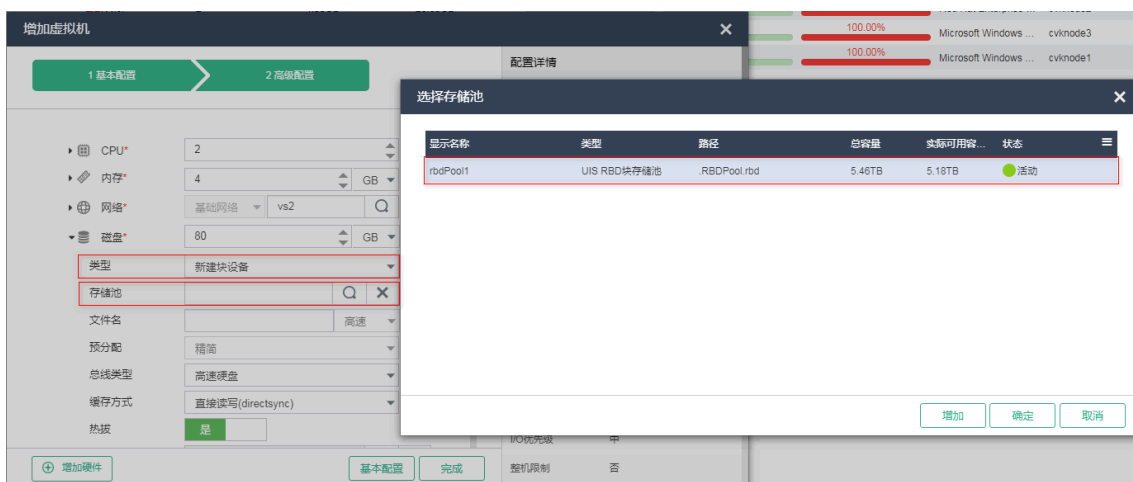 增加虚拟机
1 基本配置
2 高级配置
配置详情
100.00%
Microsoft Windows ...
cvknode3
100.00%
Microsoft Windows ...
cvknode1
CPU*
2
内存*
4
GB
网络*
基础网络
vs2
磁盘*
80
GB
类型
新建块设备
存储池
文件名
高速
预分配
精简
总线类型
高速硬盘
缓存方式
直接读写(directsync)
热拔
是
增加硬件
基本配置
完成
选择存储池
显示名称 类型 路径 总容量 实际可用容... 状态
rbdPool1 UIS RBD块存储池 .RBDPool.rbd 5.46TB 5.18TB 活动
增加
确定
取消
I/O优先级
中
整机限制
否